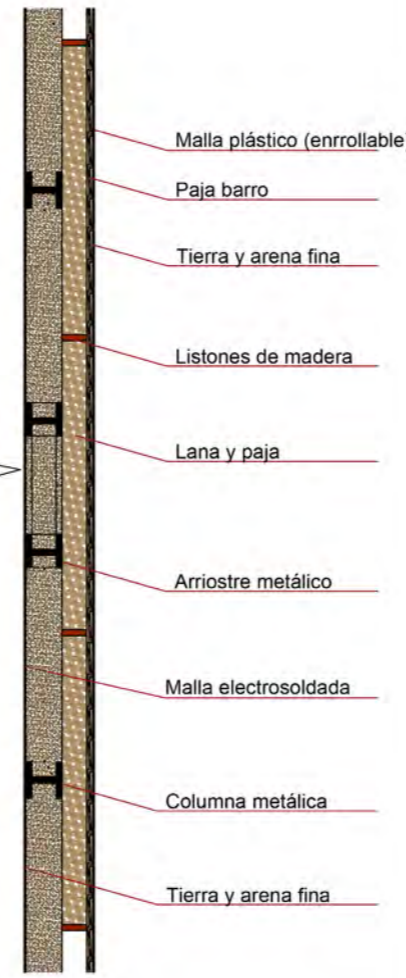 Malla plástico (enrrollable
Paja barro
Tierra y arena fina
Listones de madera
Lana y paja
Arriostre metálico
Malla electrosoldada
Columna metálica
Tierra y arena fina